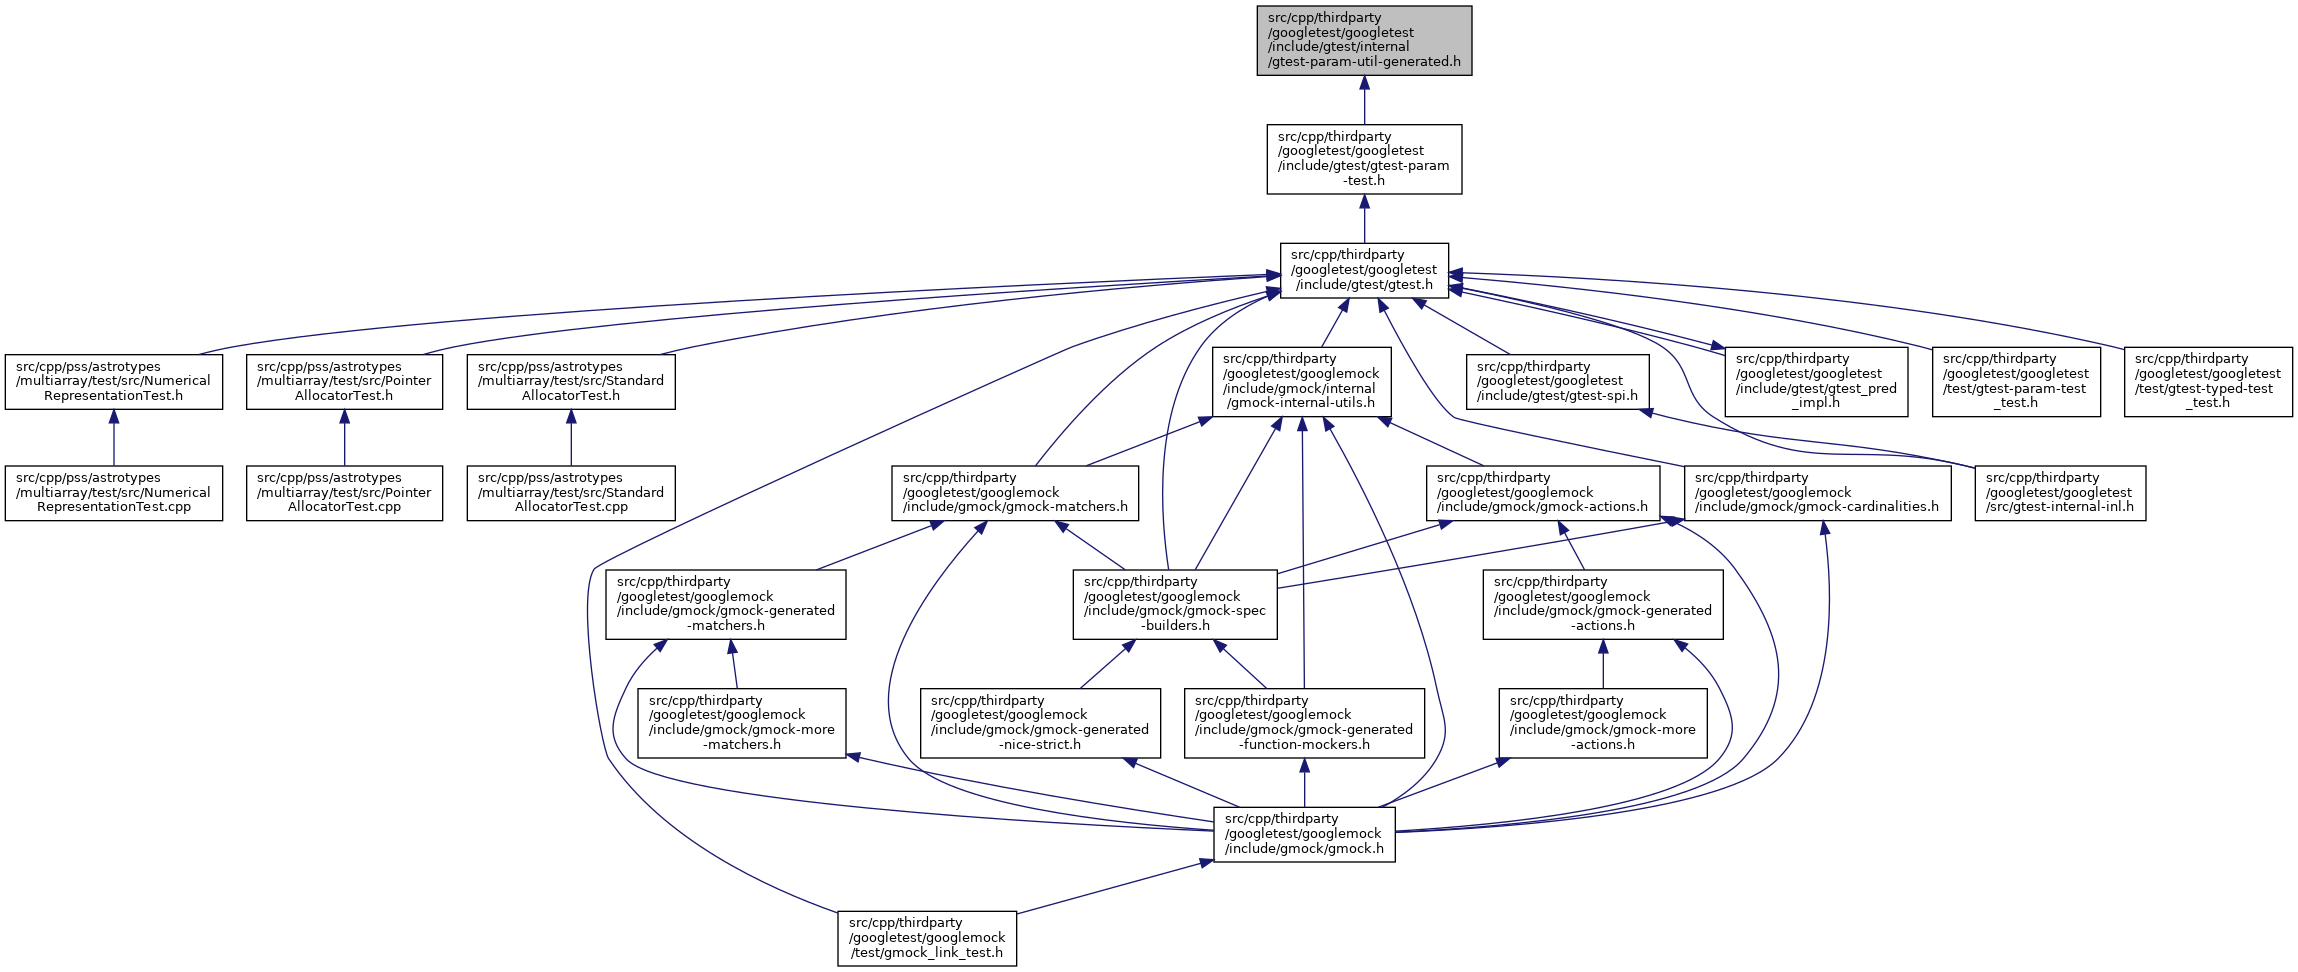 src/cpp/thirdparty
/googletest/googletest
/include/gtest/internal
/gtest-param-util-generated.h
src/cpp/thirdparty
/googletest/googletest
/include/gtest/gtest-param
-test.h
src/cpp/thirdparty
/googletest/googletest
/include/gtest/gtest.h
src/cpp/pss/astrotypes
/multiarray/test/src/Numerical
RepresentationTest.h
src/cpp/pss/astrotypes
/multiarray/test/src/Pointer
AllocatorTest.h
src/cpp/pss/astrotypes
/multiarray/test/src/Standard
AllocatorTest.h
src/cpp/thirdparty
/googletest/googlemock
/include/gmock/internal
/gmock-internal-utils.h
src/cpp/thirdparty
/googletest/googletest
/include/gtest/gtest-spi.h
src/cpp/thirdparty
/googletest/googletest
/include/gtest/gtest_pred
_impl.h
src/cpp/thirdparty
/googletest/googletest
/test/gtest-param-test
_test.h
src/cpp/thirdparty
/googletest/googletest
/test/gtest-typed-test
_test.h
src/cpp/pss/astrotypes
/multiarray/test/src/Numerical
RepresentationTest.cpp
src/cpp/pss/astrotypes
/multiarray/test/src/Pointer
AllocatorTest.cpp
src/cpp/pss/astrotypes
/multiarray/test/src/Standard
AllocatorTest.cpp
src/cpp/thirdparty
/googletest/googlemock
/include/gmock/gmock-matchers.h
src/cpp/thirdparty
/googletest/googlemock
/include/gmock/gmock-actions.h
src/cpp/thirdparty
/googletest/googlemock
/include/gmock/gmock-cardinalities.h
src/cpp/thirdparty
/googletest/googletest
/src/gtest-internal-inl.h
src/cpp/thirdparty
/googletest/googlemock
/include/gmock/gmock-generated
-matchers.h
src/cpp/thirdparty
/googletest/googlemock
/include/gmock/gmock-spec
-builders.h
src/cpp/thirdparty
/googletest/googlemock
/include/gmock/gmock-generated
-actions.h
src/cpp/thirdparty
/googletest/googlemock
/include/gmock/gmock-more
-matchers.h
src/cpp/thirdparty
/googletest/googlemock
/include/gmock/gmock-generated
-nice-strict.h
src/cpp/thirdparty
/googletest/googlemock
/include/gmock/gmock-generated
-function-mockers.h
src/cpp/thirdparty
/googletest/googlemock
/include/gmock/gmock-more
-actions.h
src/cpp/thirdparty
/googletest/googlemock
/include/gmock/gmock.h
src/cpp/thirdparty
/googletest/googlemock
/test/gmock_link_test.h